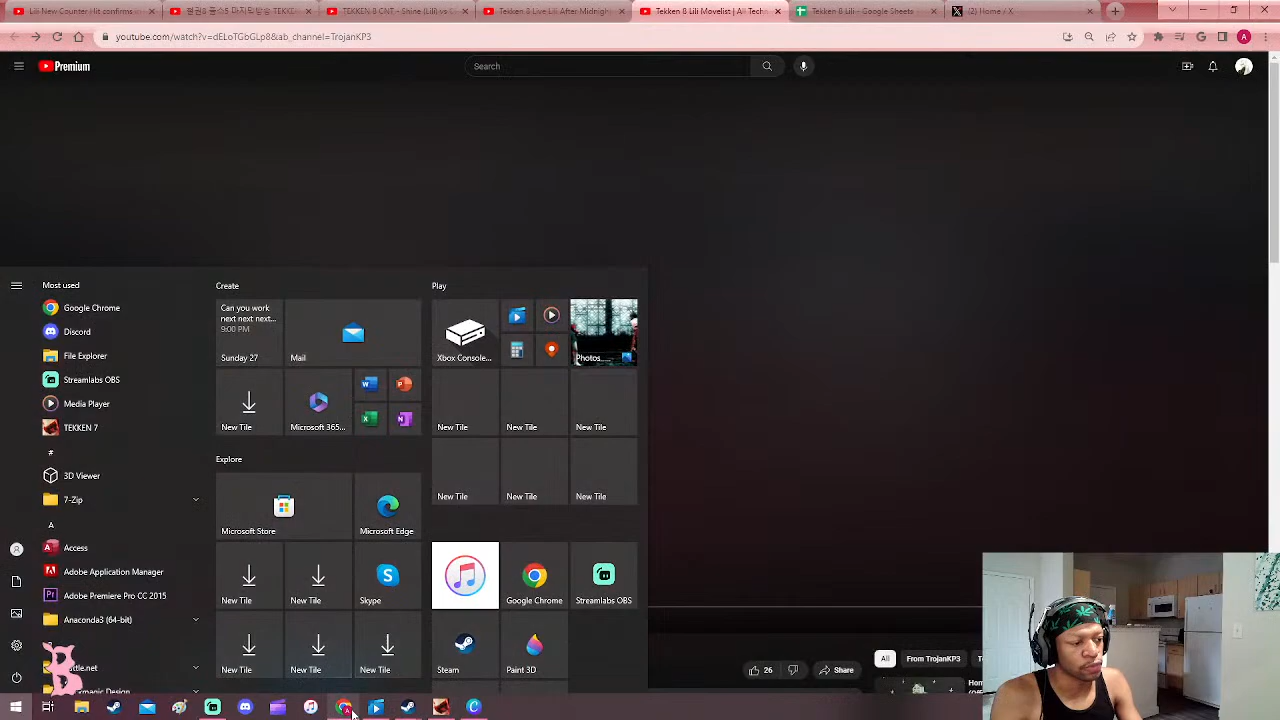 Lili New Counter Hit confirms in
TEKKEN
TEKKEN 8 CNT - Shine (Lili) vs C
Tekken 8 Live Lili After Midnigh
Tekken 8 Lili Movelist | All Tech
Tekken 8 Lili - Google Sheets
(2) Home / X
youtube.com/watch?v=dELoTGbGLp8&ab_channel=TrojanKP3
A
Premium
Search
Most used
Google Chrome
Discord
File Explorer
Streamlabs OBS
Media Player
TEKKEN 7
#
3D Viewer
7-Zip
A
Access
Adobe Application Manager
Adobe Premiere Pro CC 2015
Anaconda3 (64-bit)
Create
Can you work
next next next...
9:00 PM
Sunday 27
Mail
New Tile
Microsoft 365...
Explore
Microsoft Store
Microsoft Edge
New Tile
New Tile
Skype
New Tile
New Tile
New Tile
Play
Xbox Console...
Photos
New Tile
New Tile
New Tile
New Tile
New Tile
New Tile
Google Chrome
Streamlabs OBS
Steam
Paint 3D
26
Share
All
From TrojanKP3